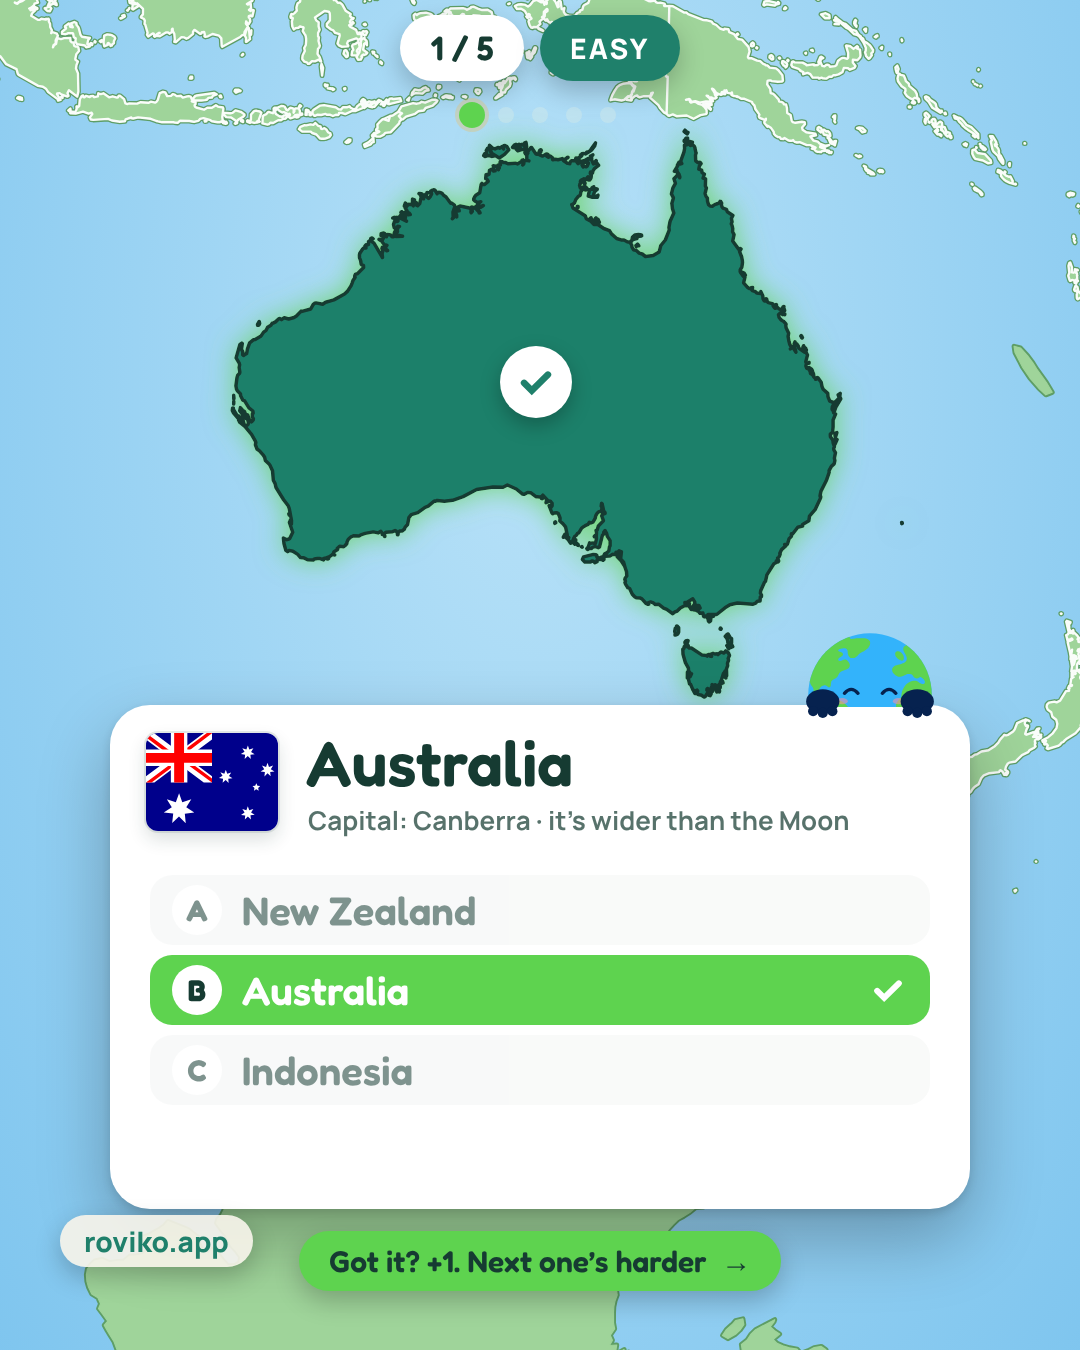 1 / 5
EASY
Australia
Capital: Canberra · it's wider than the Moon
A New Zealand
B Australia
C Indonesia
roviko.app
Got it? +1. Next one’s harder →